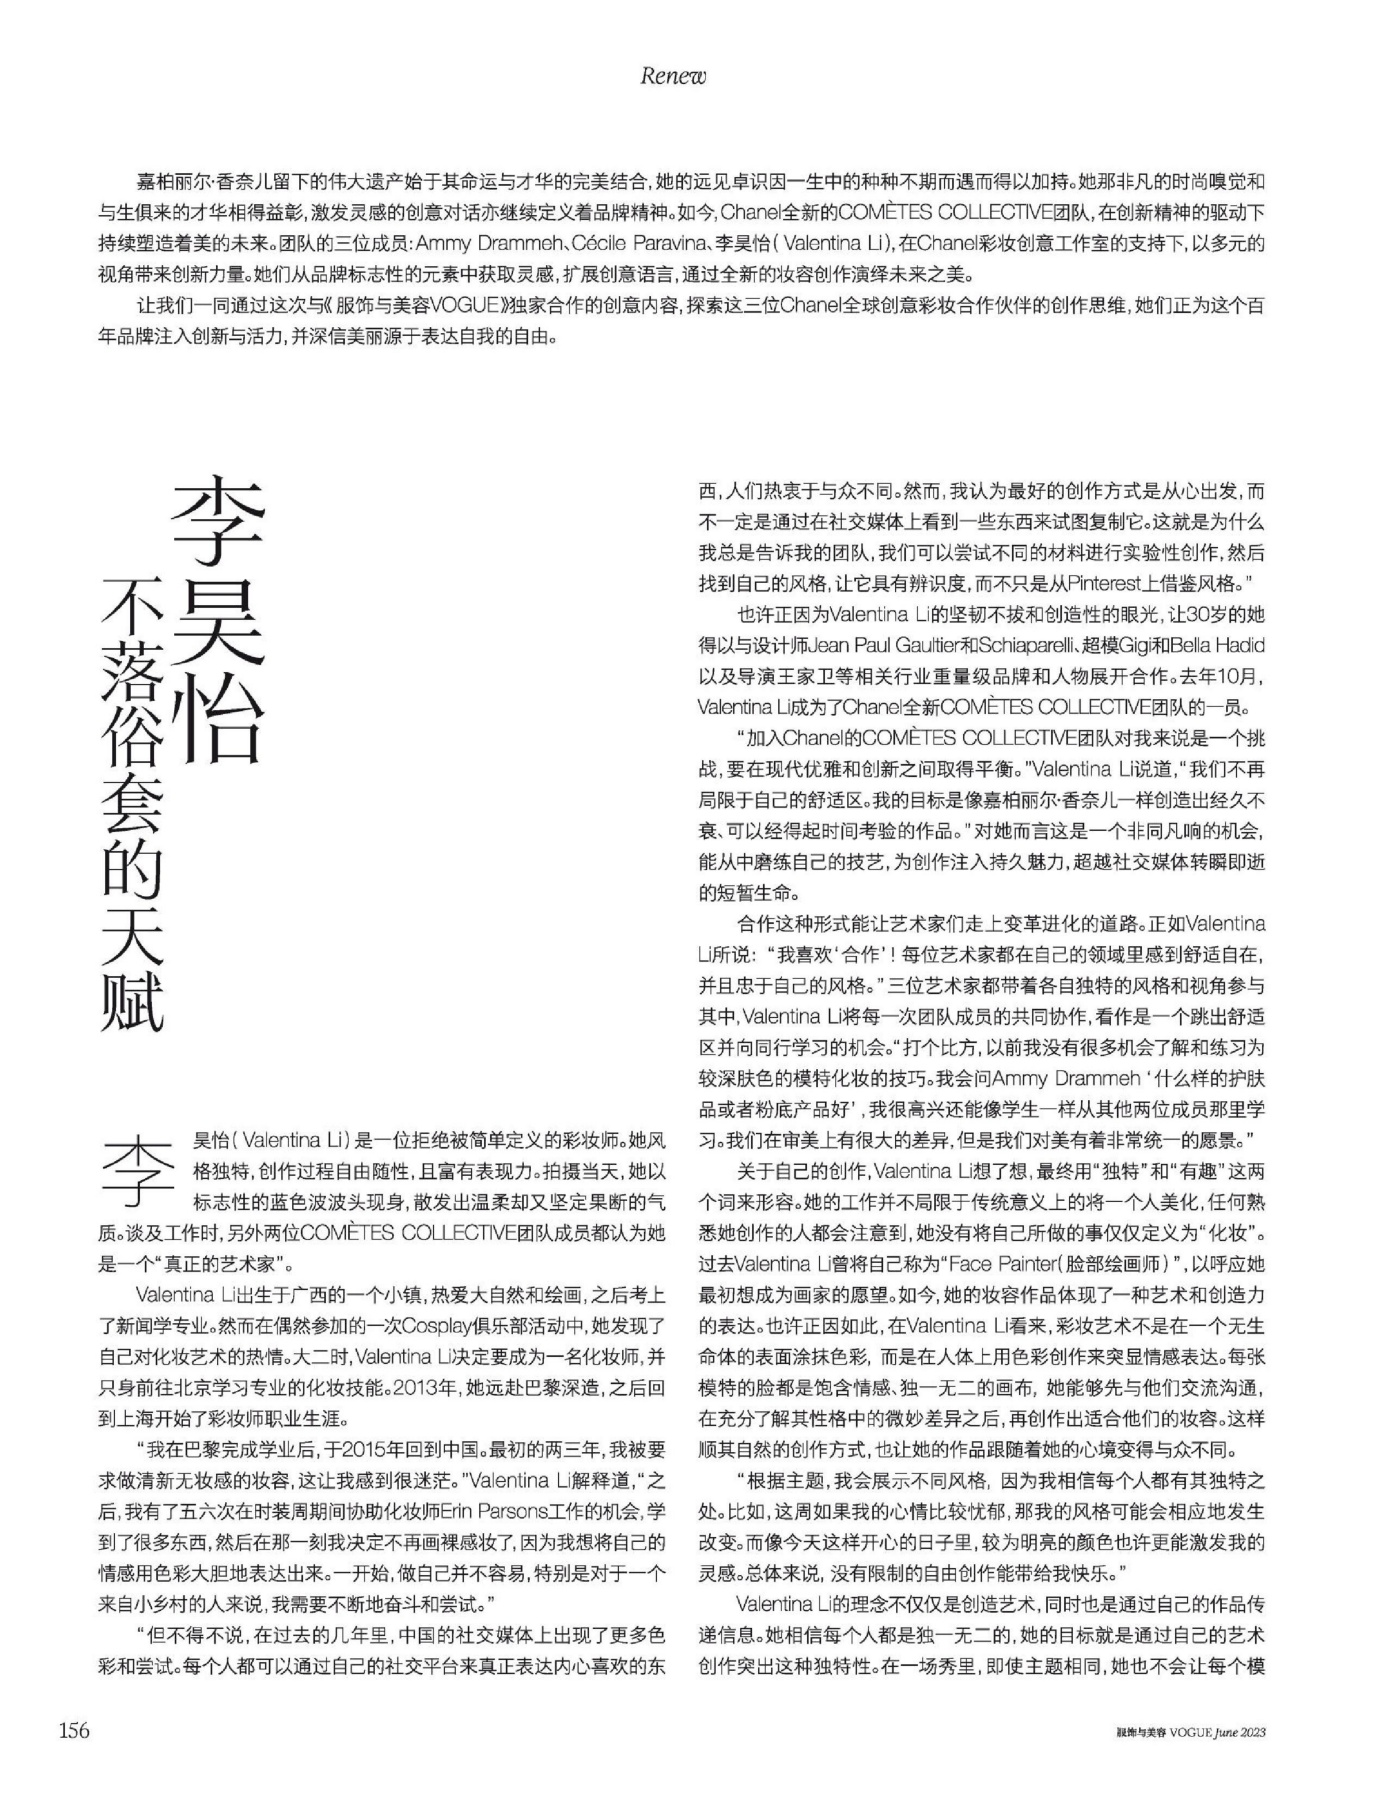 Renew
嘉柏丽尔·香奈儿留下的伟大遗产始于其命运与才华的完美结合,她的远见卓识因一生中的种种不期而遇而得以加持。她那非凡的时尚嗅觉和
与生俱来的才华相得益彰,激发灵感的创意对话亦继续定义着品牌精神。如今,Chanel全新的COMÈTES COLLECTIVE团队,在创新精神的驱动下
持续塑造着美的未来。团队的三位成员:Ammy Drammeh、Cécile Paravina、李昊怡(Valentina Li),在Chanel彩妆创意工作室的支持下,以多元的
视角带来创新力量。她们从品牌标志性的元素中获取灵感,扩展创意语言,通过全新的妆容创作演绎未来之美。
让我们一同通过这次与《服饰与美容VOGUE》独家合作的创意内容,探索这三位Chanel全球创意彩妆合作伙伴的创作思维,她们正为这个百
年品牌注入创新与活力,并深信美丽源于表达自我的自由。
李昊怡
不落俗套的天赋
李昊怡(Valentina Li)是一位拒绝被简单定义的彩妆师。她风
格独特,创作过程自由随性,且富有表现力。拍摄当天,她以
标志性的蓝色波波头现身,散发出温柔却又坚定果断的气
质。谈及工作时,另外两位COMÈTES COLLECTIVE团队成员都认为她
是一个“真正的艺术家”。
Valentina Li出生于广西的一个小镇,热爱大自然和绘画,之后考上
了新闻学专业。然而在偶然参加的一次Cosplay俱乐部活动中,她发现了
自己对化妆艺术的热情。大二时,Valentina Li决定要成为一名化妆师,并
只身前往北京学习专业的化妆技能。2013年,她远赴巴黎深造,之后回
到上海开始了彩妆师职业生涯。
“我在巴黎完成学业后,于2015年回到中国。最初的两三年,我被要
求做清新无妆感的妆容,这让我感到很迷茫。”Valentina Li解释道,“之
后,我有了五六次在时装周期间协助化妆师Erin Parsons工作的机会,学
到了很多东西,然后在那一刻我决定不再画裸感妆了,因为我想将自己的
情感用色彩大胆地表达出来。一开始,做自己并不容易,特别是对于一个
来自小乡村的人来说,我需要不断地奋斗和尝试。”
“但不得不说,在过去的几年里,中国的社交媒体上出现了更多色
彩和尝试。每个人都可以通过自己的社交平台来真正表达内心喜欢的东
西,人们热衷于与众不同。然而,我认为最好的创作方式是从心出发,而
不一定是通过在社交媒体上看到一些东西来试图复制它。这就是为什么
我总是告诉我的团队,我们可以尝试不同的材料进行实验性创作,然后
找到自己的风格,让它具有辨识度,而不只是从Pinterest上借鉴风格。”
也许正因为Valentina Li的坚韧不拔和创造性的眼光,让30岁的她
得以与设计师Jean Paul Gaultier和Schiaparelli、超模Gigi和Bella Hadid
以及导演王家卫等相关行业重量级品牌和人物展开合作。去年10月,
Valentina Li成为了Chanel全新COMÈTES COLLECTIVE团队的一员。
“加入Chanel的COMÈTES COLLECTIVE团队对我来说是一个挑
战,要在现代优雅和创新之间取得平衡。”Valentina Li说道,“我们不再
局限于自己的舒适区。我的目标是像嘉柏丽尔·香奈儿一样创造出经久不
衰、可以经得起时间考验的作品。”对她而言这是一个非同凡响的机会,
能从中磨练自己的技艺,为创作注入持久魅力,超越社交媒体转瞬即逝
的短暂生命。
合作这种形式能让艺术家们走上变革进化的道路。正如Valentina
Li所说: “我喜欢‘合作’! 每位艺术家都在自己的领域里感到舒适自在,
并且忠于自己的风格。”三位艺术家都带着各自独特的风格和视角参与
其中,Valentina Li将每一次团队成员的共同协作,看作是一个跳出舒适
区并向同行学习的机会。“打个比方,以前我没有很多机会了解和练习为
较深肤色的模特化妆的技巧。我会问Ammy Drammeh ‘什么样的护肤
品或者粉底产品好’,我很高兴还能像学生一样从其他两位成员那里学
习。我们在审美上有很大的差异,但是我们对美有着非常统一的愿景。”
关于自己的创作,Valentina Li想了想,最终用“独特”和“有趣”这两
个词来形容。她的工作并不局限于传统意义上的将一个人美化,任何熟
悉她创作的人都会注意到,她没有将自己所做的事仅仅定义为“化妆”。
过去Valentina Li曾将自己称为“Face Painter(脸部绘画师)”,以呼应她
最初想成为画家的愿望。如今,她的妆容作品体现了一种艺术和创造力
的表达。也许正因如此,在Valentina Li看来,彩妆艺术不是在一个无生
命体的表面涂抹色彩, 而是在人体上用色彩创作来突显情感表达。每张
模特的脸都是饱含情感、独一无二的画布, 她能够先与他们交流沟通,
在充分了解其性格中的微妙差异之后,再创作出适合他们的妆容。这样
顺其自然的创作方式,也让她的作品跟随着她的心境变得与众不同。
“根据主题,我会展示不同风格, 因为我相信每个人都有其独特之
处。比如,这周如果我的心情比较忧郁,那我的风格可能会相应地发生
改变。而像今天这样开心的日子里,较为明亮的颜色也许更能激发我的
灵感。总体来说, 没有限制的自由创作能带给我快乐。”
Valentina Li的理念不仅仅是创造艺术,同时也是通过自己的作品传
递信息。她相信每个人都是独一无二的,她的目标就是通过自己的艺术
创作突出这种独特性。在一场秀里,即使主题相同,她也不会让每个模
156
服饰与美容 VOGUE June 2023